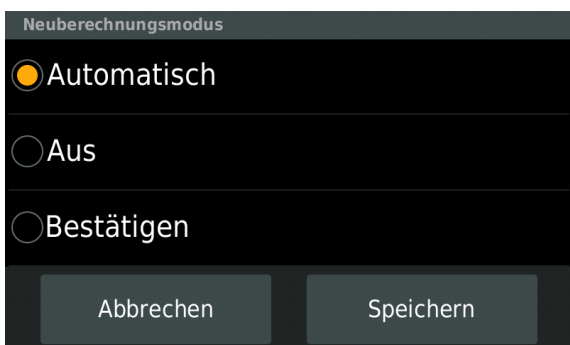 Neuberechnungsmodus
Automatisch
Aus
Bestätigen
Abbrechen
Speichern